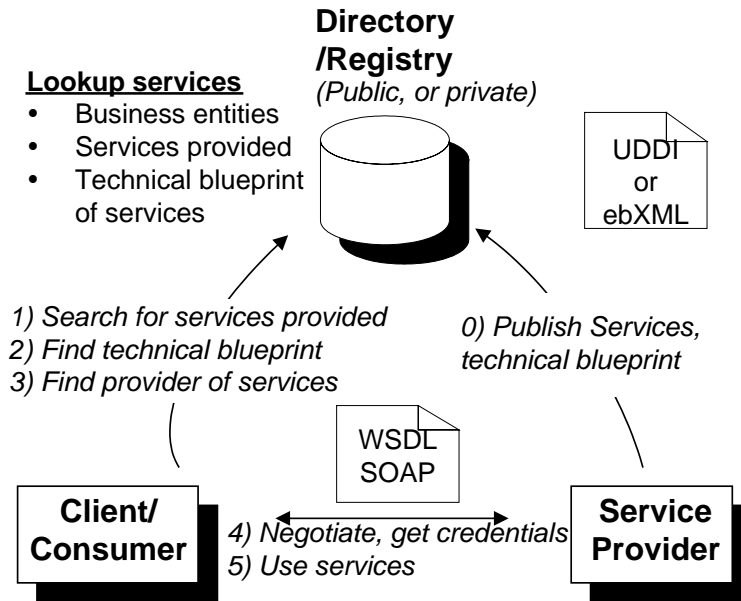 Directory
/Registry
(Public, or private)
Lookup services
• Business entities
• Services provided
• Technical blueprint
of services
UDDI
or
ebXML
1) Search for services provided
2) Find technical blueprint
3) Find provider of services
0) Publish Services,
technical blueprint
WSDL
SOAP
Client/
Consumer
4) Negotiate, get credentials
5) Use services
Service
Provider